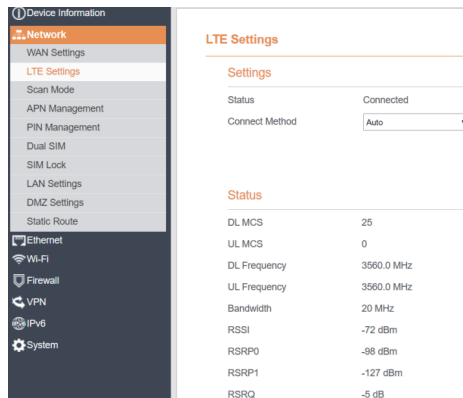 Device Information
Network
WAN Settings
LTE Settings
Scan Mode
APN Management
PIN Management
Dual SIM
SIM Lock
LAN Settings
DMZ Settings
Static Route
Ethernet
Wi-Fi
Firewall
VPN
IPv6
System
LTE Settings
Settings
Status Connected
Connect Method Auto
Status
DL MCS 25
UL MCS 0
DL Frequency 3560.0 MHz
UL Frequency 3560.0 MHz
Bandwidth 20 MHz
RSSI -72 dBm
RSRP0 -98 dBm
RSRP1 -127 dBm
RSRQ -5 dB